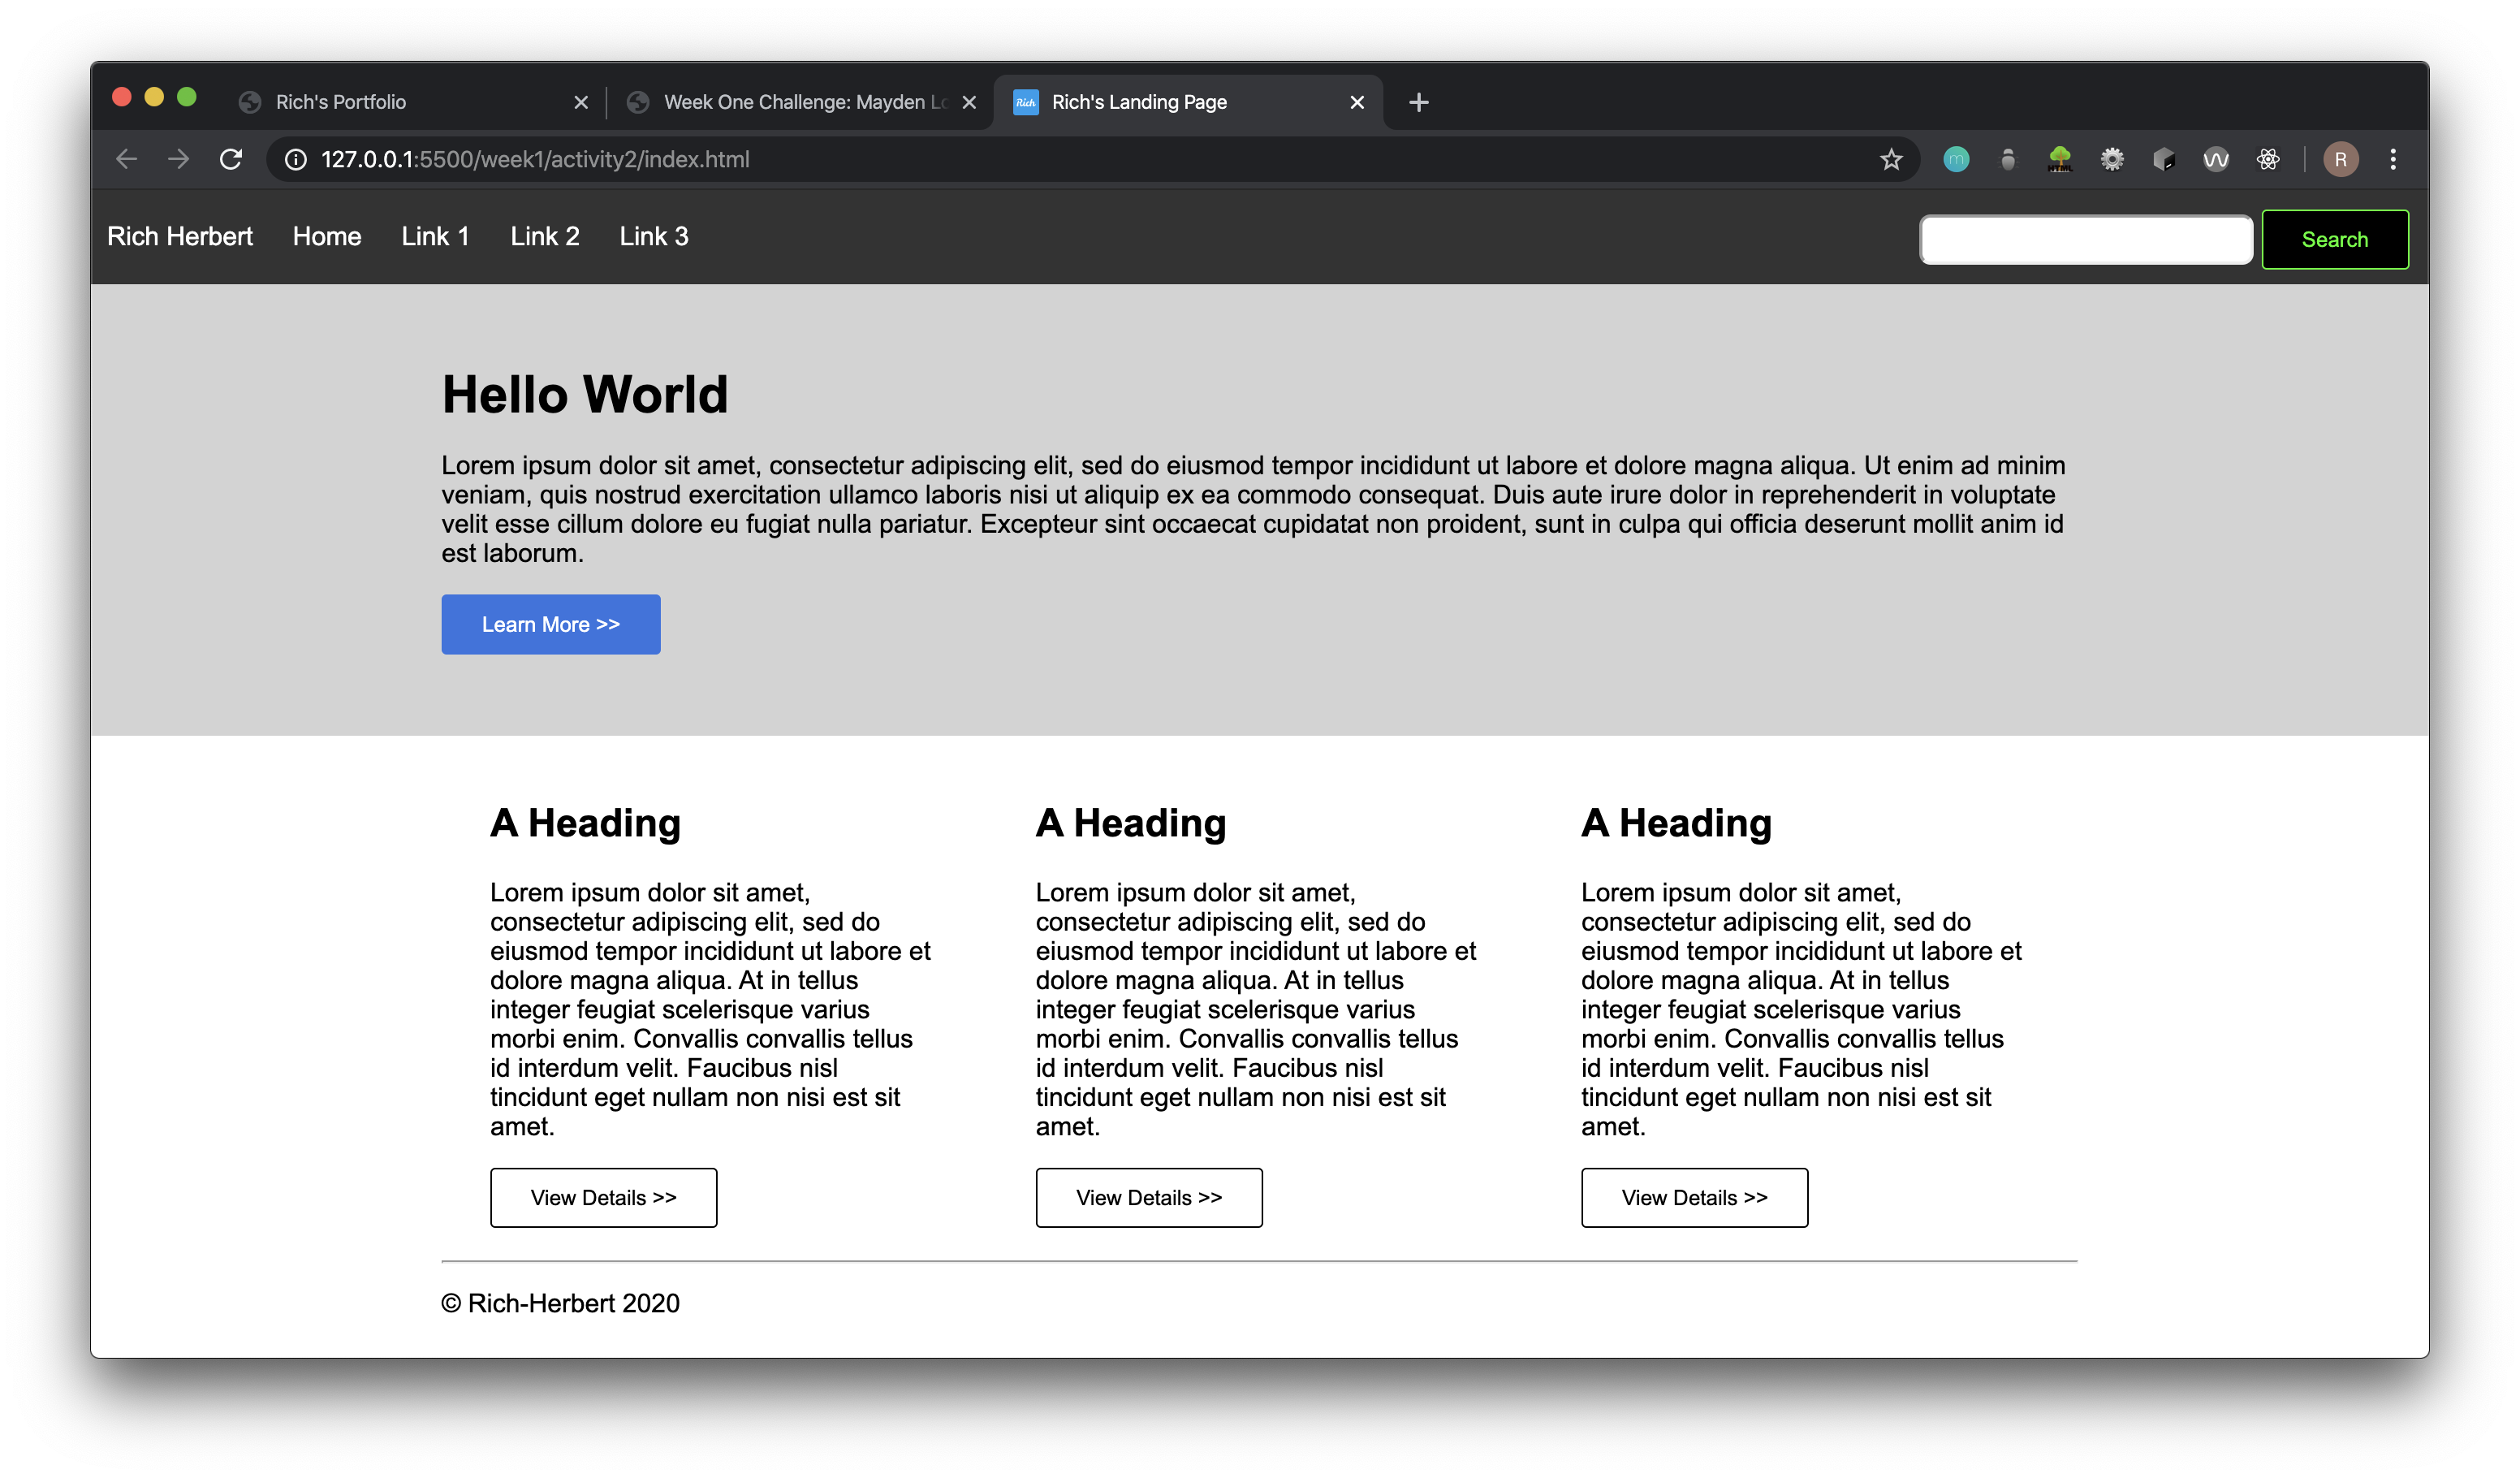 Rich's Portfolio
Week One Challenge: Mayden Lo
Rich
Rich's Landing Page
127.0.0.1:5500/week1/activity2/index.html
m
HTML
R
Rich Herbert Home Link 1 Link 2 Link 3
Search
Hello World
Lorem ipsum dolor sit amet, consectetur adipiscing elit, sed do eiusmod tempor incididunt ut labore et dolore magna aliqua. Ut enim ad minim
veniam, quis nostrud exercitation ullamco laboris nisi ut aliquip ex ea commodo consequat. Duis aute irure dolor in reprehenderit in voluptate
velit esse cillum dolore eu fugiat nulla pariatur. Excepteur sint occaecat cupidatat non proident, sunt in culpa qui officia deserunt mollit anim id
est laborum.
Learn More >>
A Heading
Lorem ipsum dolor sit amet,
consectetur adipiscing elit, sed do
eiusmod tempor incididunt ut labore et
dolore magna aliqua. At in tellus
integer feugiat scelerisque varius
morbi enim. Convallis convallis tellus
id interdum velit. Faucibus nisl
tincidunt eget nullam non nisi est sit
amet.
View Details >>
A Heading
Lorem ipsum dolor sit amet,
consectetur adipiscing elit, sed do
eiusmod tempor incididunt ut labore et
dolore magna aliqua. At in tellus
integer feugiat scelerisque varius
morbi enim. Convallis convallis tellus
id interdum velit. Faucibus nisl
tincidunt eget nullam non nisi est sit
amet.
View Details >>
A Heading
Lorem ipsum dolor sit amet,
consectetur adipiscing elit, sed do
eiusmod tempor incididunt ut labore et
dolore magna aliqua. At in tellus
integer feugiat scelerisque varius
morbi enim. Convallis convallis tellus
id interdum velit. Faucibus nisl
tincidunt eget nullam non nisi est sit
amet.
View Details >>
© Rich-Herbert 2020